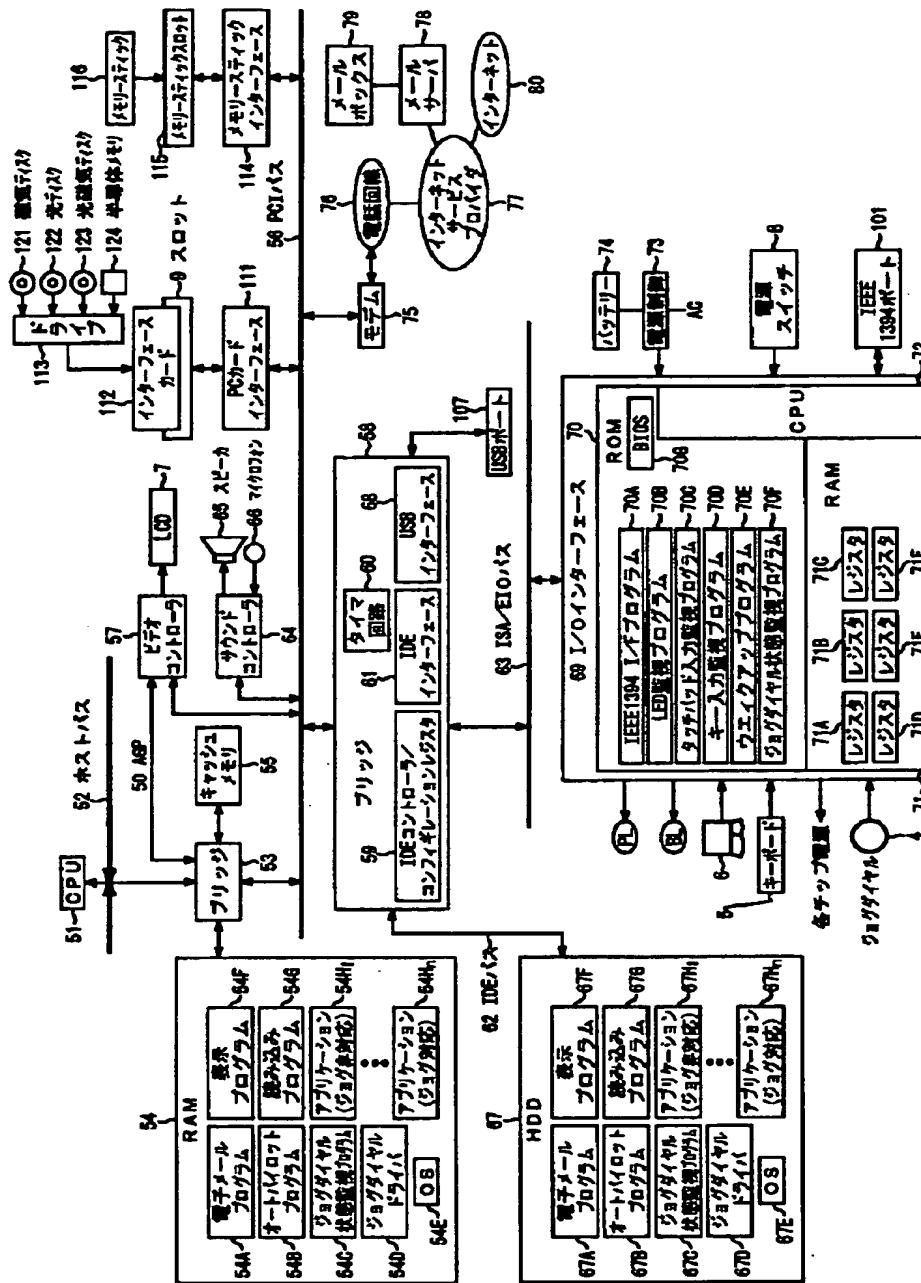 51
CPU
52 ホストバス
50 AGP
ブリッジ
53
キャッシュ
メモリ
55
57
ビデオ
コントローラ
LCD
7
サウンド
コントローラ
64
65 スピーカ
66 マイクロフォン
121 磁気ディスク
122 光ディスク
123 光磁気ディスク
124 半導体メモリ
ドライブ
113
112
インターフェース
カード
9 スロット
PCカード
インターフェース
111
メモリースティック
116
メモリースティックスロット
115
メモリースティック
インターフェース
114
56 PCIバス
54
RAM
54A
電子メール
プログラム
54B
オートパイロット
プログラム
54C
ジョグダイヤル
状態監視プログラム
54D
ジョグダイヤル
ドライバ
OS
54E
表示
プログラム
54F
読み込み
プログラム
54G
アプリケーション
(ジョグ非対応)
54H1
アプリケーション
(ジョグ対応)
54Hn
ブリッジ
58
59
IDEコントローラ/
コンフィギレーションレジスタ
61
IDE
インターフェース
タイマ
回路
60
USB
インターフェース
68
USBポート
107
モデム
75
76
電話回線
インターネット
サービス
プロバイダ
77
メール
サーバ
78
メール
ボックス
79
インターネット
80
62 IDEバス
63 ISA/EIOバス
67
HDD
67A
電子メール
プログラム
67B
オートパイロット
プログラム
67C
ジョグダイヤル
状態監視プログラム
67D
ジョグダイヤル
ドライバ
OS
67E
表示
プログラム
67F
読み込み
プログラム
67G
アプリケーション
(ジョグ非対応)
67H1
アプリケーション
(ジョグ対応)
67Hn
69 I/Oインターフェース
70
ROM
BIOS
70G
IEEE1394 I/Fプログラム
70A
LED監視プログラム
70B
タッチパッド入力監視プログラム
70C
キー入力監視プログラム
70D
ウエイクアッププログラム
70E
ジョグダイヤル状態監視プログラム
70F
CPU
72
RAM
71
71A
レジスタ
71B
レジスタ
71C
レジスタ
レジスタ
71D
レジスタ
71E
レジスタ
71F
PL
BL
6
5
キーボード
各チップ電源
ジョグダイヤル
バッテリー
74
電源制御
73
AC
電源
スイッチ
8
IEEE
1394ポート
101